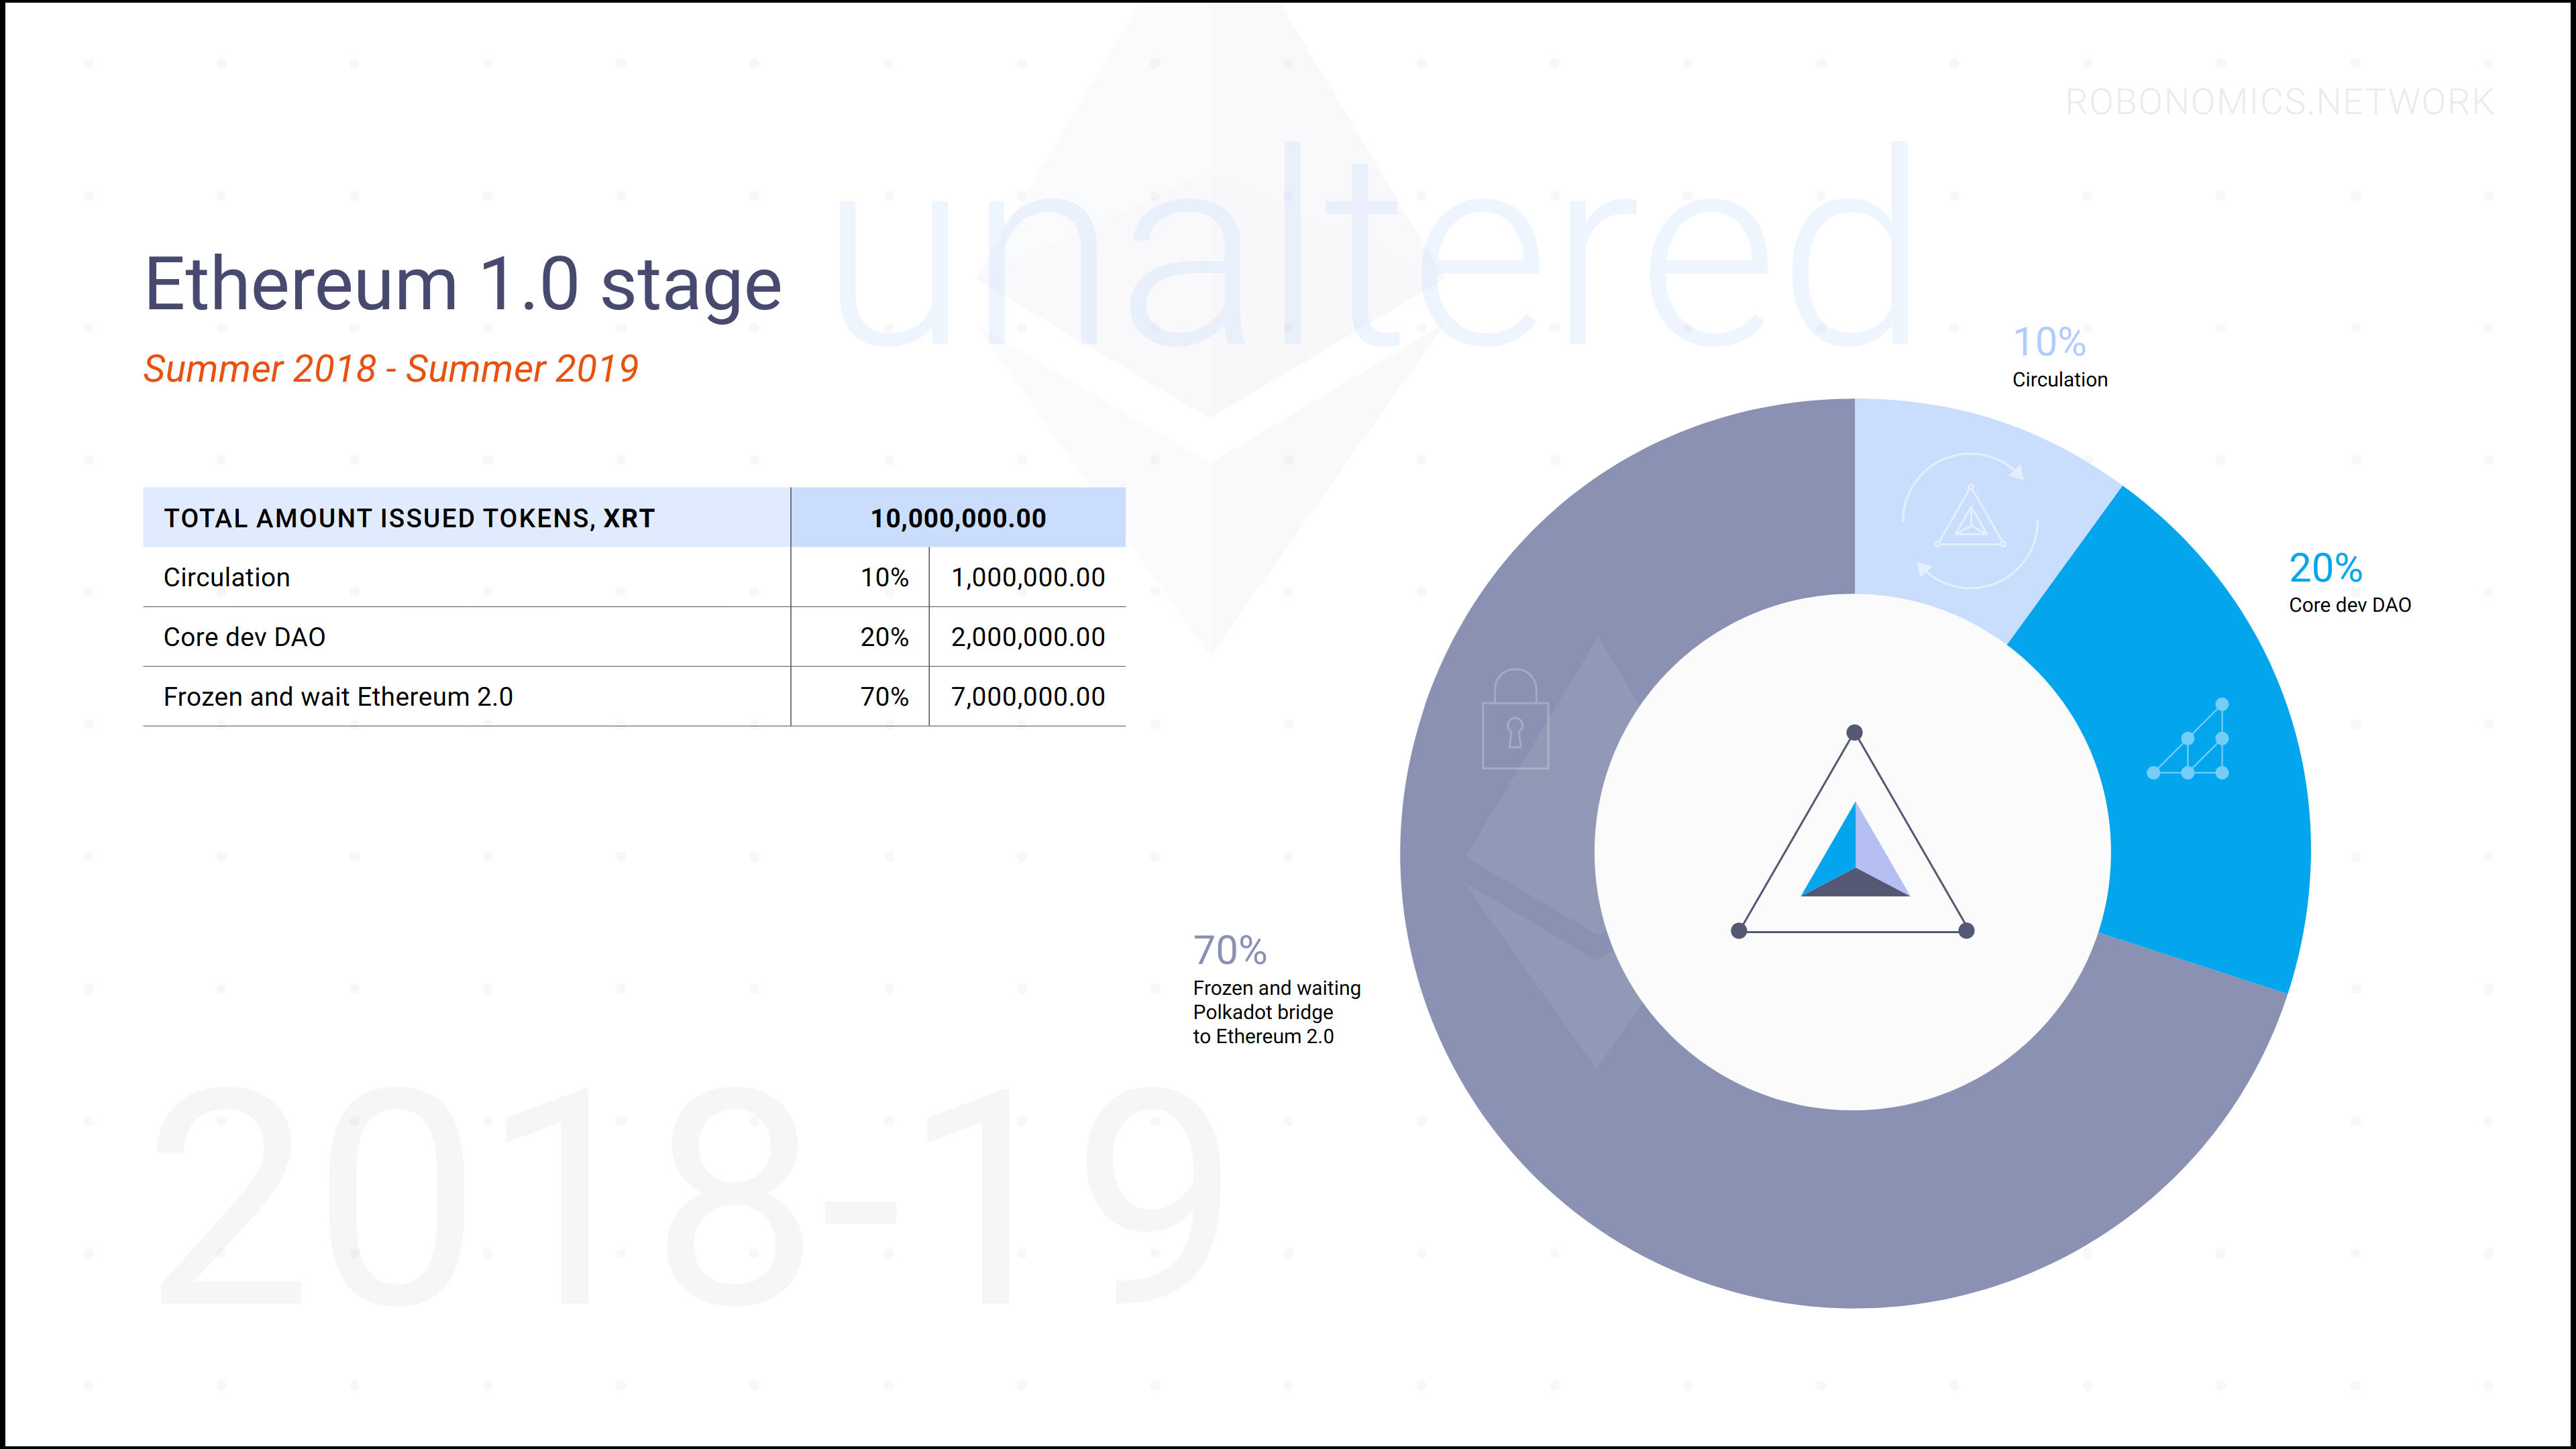 ROBONOMICS.NETWORK
unaltered
Ethereum 1.0 stage
Summer 2018 - Summer 2019
TOTAL AMOUNT ISSUED TOKENS, XRT 10,000,000.00
Circulation 10% 1,000,000.00
Core dev DAO 20% 2,000,000.00
Frozen and wait Ethereum 2.0 70% 7,000,000.00
10%
Circulation
20%
Core dev DAO
70%
Frozen and waiting
Polkadot bridge
to Ethereum 2.0
2018-19